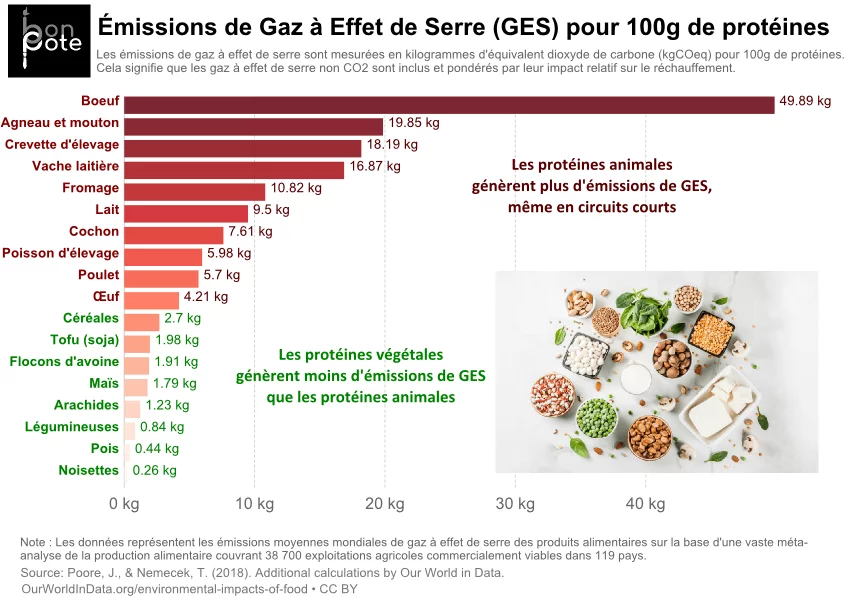 bon
pote
Émissions de Gaz à Effet de Serre (GES) pour 100g de protéines
Les émissions de gaz à effet de serre sont mesurées en kilogrammes d'équivalent dioxyde de carbone (kgCOeq) pour 100g de protéines.
Cela signifie que les gaz à effet de serre non CO2 sont inclus et pondérés par leur impact relatif sur le réchauffement.
Boeuf 49.89 kg
Agneau et mouton 19.85 kg
Crevette d'élevage 18.19 kg
Vache laitière 16.87 kg
Fromage 10.82 kg
Lait 9.5 kg
Cochon 7.61 kg
Poisson d'élevage 5.98 kg
Poulet 5.7 kg
Œuf 4.21 kg
Céréales 2.7 kg
Tofu (soja) 1.98 kg
Flocons d'avoine 1.91 kg
Maïs 1.79 kg
Arachides 1.23 kg
Légumineuses 0.84 kg
Pois 0.44 kg
Noisettes 0.26 kg
Les protéines animales
génèrent plus d'émissions de GES,
même en circuits courts
Les protéines végétales
génèrent moins d'émissions de GES
que les protéines animales
0 kg 10 kg 20 kg 30 kg 40 kg
Note : Les données représentent les émissions moyennes mondiales de gaz à effet de serre des produits alimentaires sur la base d'une vaste méta-
analyse de la production alimentaire couvrant 38 700 exploitations agricoles commercialement viables dans 119 pays.
Source: Poore, J., & Nemecek, T. (2018). Additional calculations by Our World in Data.
OurWorldInData.org/environmental-impacts-of-food • CC BY